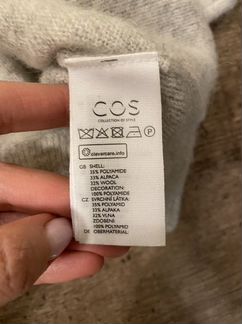 COS
COLLECTION OF STYLE
P
clevercare.info
GB SHELL:
35% POLYAMIDE
33% ALPACA
32% WOOL
DECORATION:
100% POLYAMIDE
CZ EVRCHNÍ LÁTKA:
35% POLYAMID
33% ALPAKA
32% VLNA
ZDOBENÍ:
100% POLYAMID
DE OBERMATERIAL: